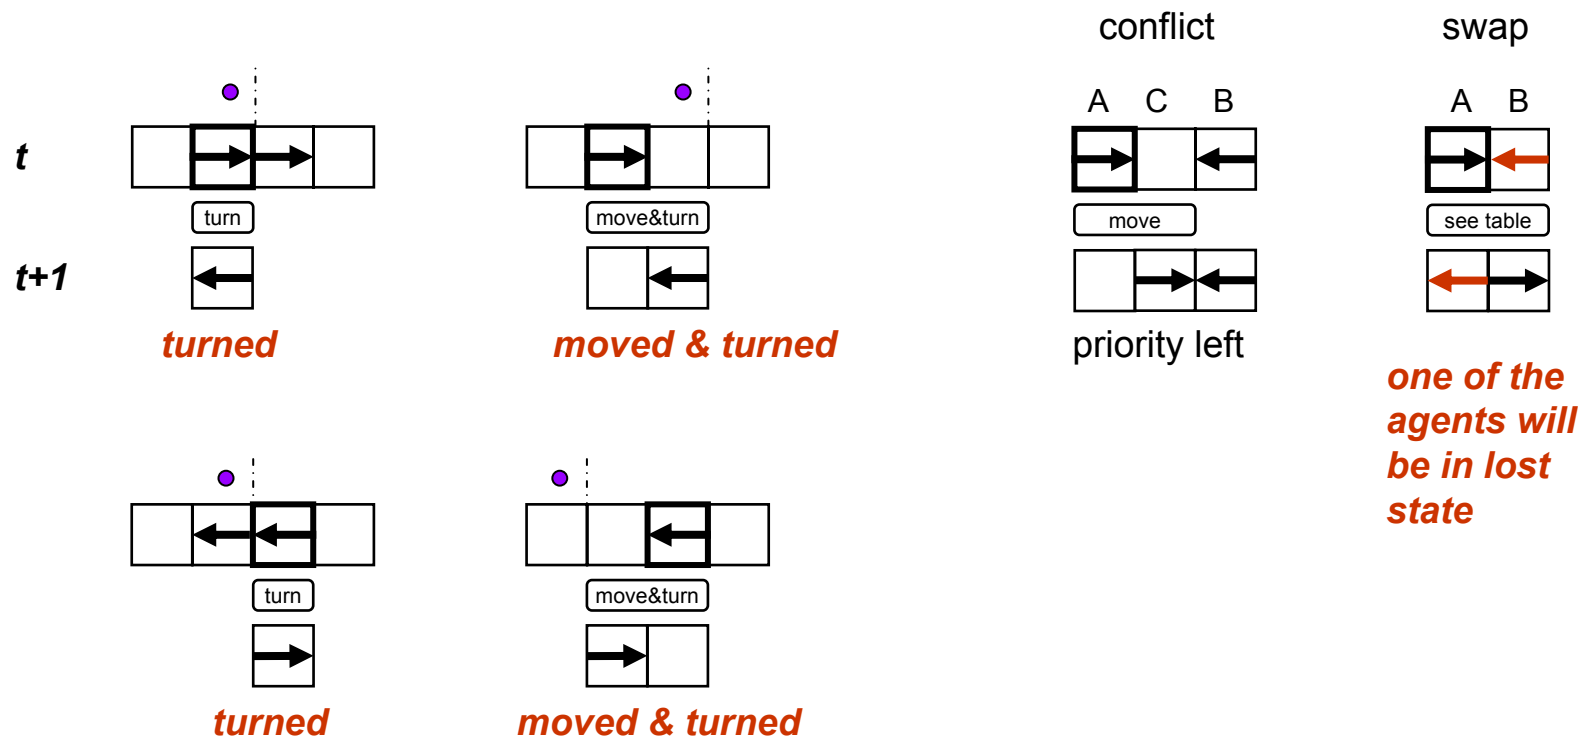 conflict
swap
A C B
A B
t
turn
move&turn
move
see table
t+1
turned
moved & turned
priority left
one of the
agents will
be in lost
state
turn
move&turn
turned
moved & turned